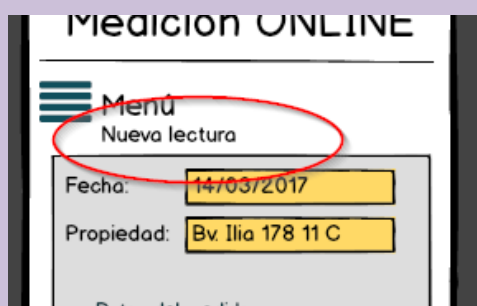 Medición ONLINE
Menú
Nueva lectura
Fecha: 14/03/2017
Propiedad: Bv. Ilia 178 11 C